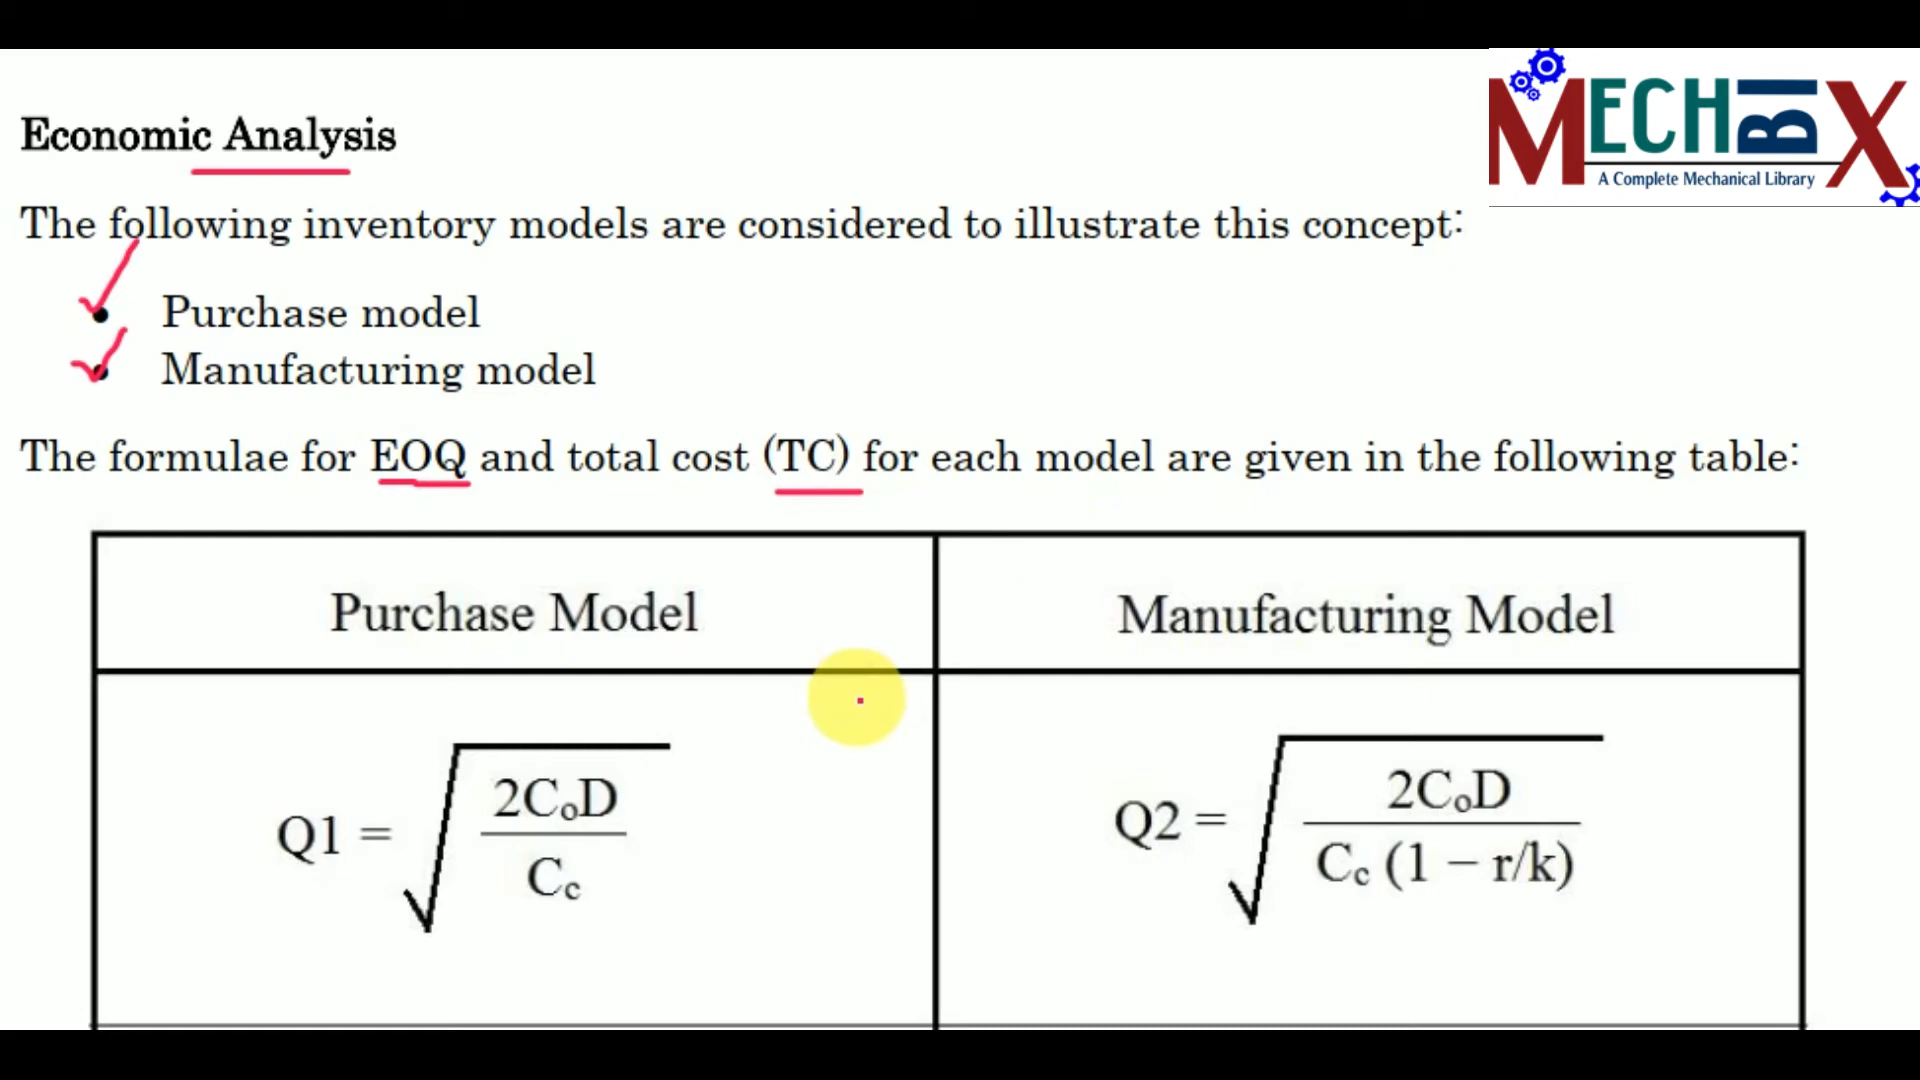 MECHBIX
A Complete Mechanical Library
Economic Analysis
The following inventory models are considered to illustrate this concept:
• Purchase model
• Manufacturing model
The formulae for EOQ and total cost (TC) for each model are given in the following table:
Purchase Model
Manufacturing Model
Q1 = √(2CₒD / C꜀)
Q2 = √(2CₒD / C꜀ (1 − r/k))